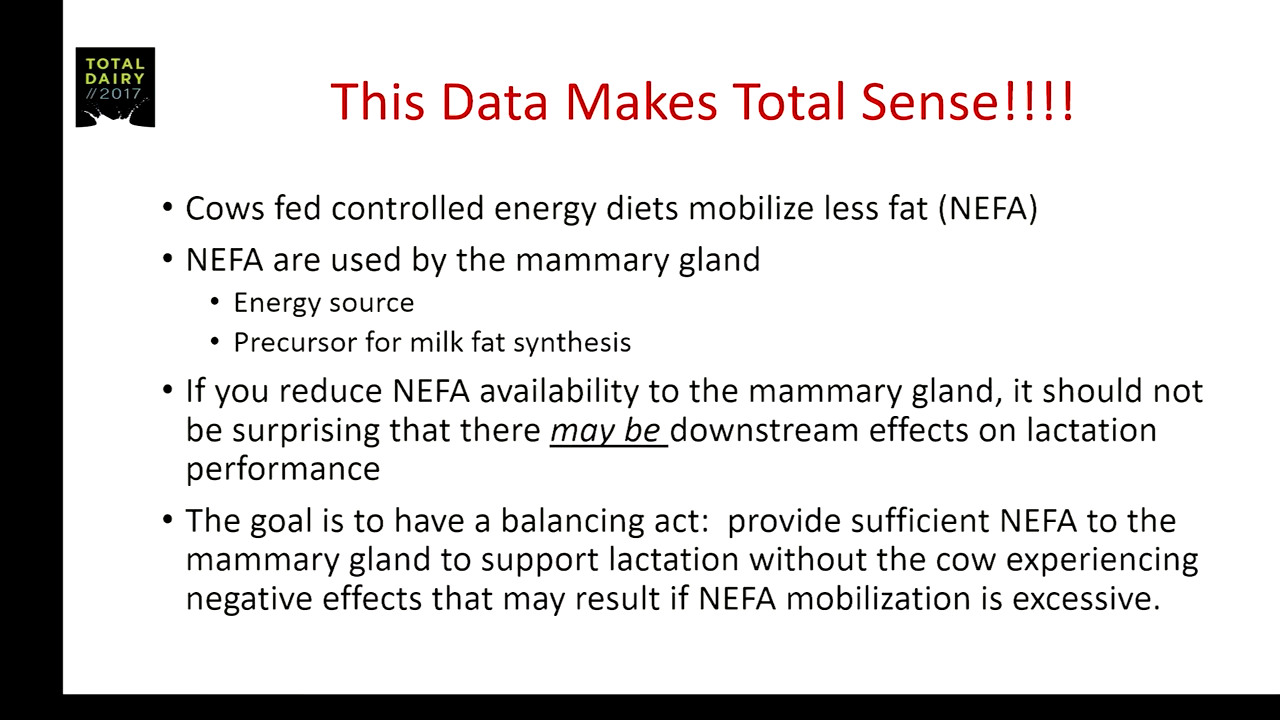 TOTAL
DAIRY
//2017
This Data Makes Total Sense!!!!
• Cows fed controlled energy diets mobilize less fat (NEFA)
• NEFA are used by the mammary gland
• Energy source
• Precursor for milk fat synthesis
• If you reduce NEFA availability to the mammary gland, it should not
be surprising that there may be downstream effects on lactation
performance
• The goal is to have a balancing act:  provide sufficient NEFA to the
mammary gland to support lactation without the cow experiencing
negative effects that may result if NEFA mobilization is excessive.